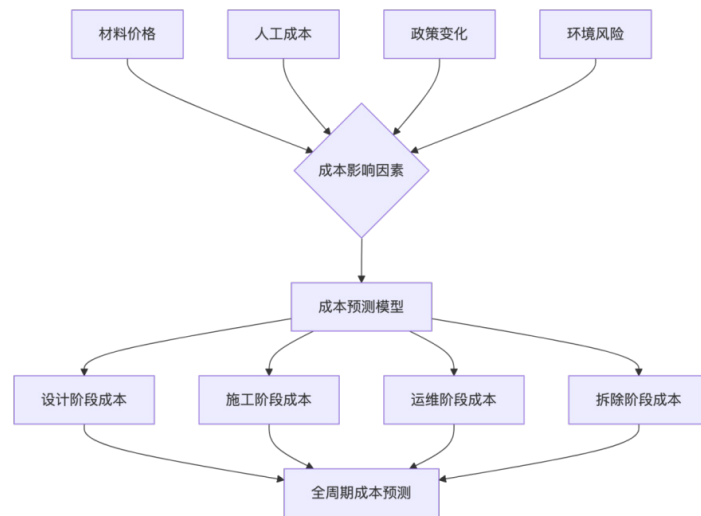 材料价格
人工成本
政策变化
环境风险
成本影响因素
成本预测模型
设计阶段成本
施工阶段成本
运维阶段成本
拆除阶段成本
全周期成本预测